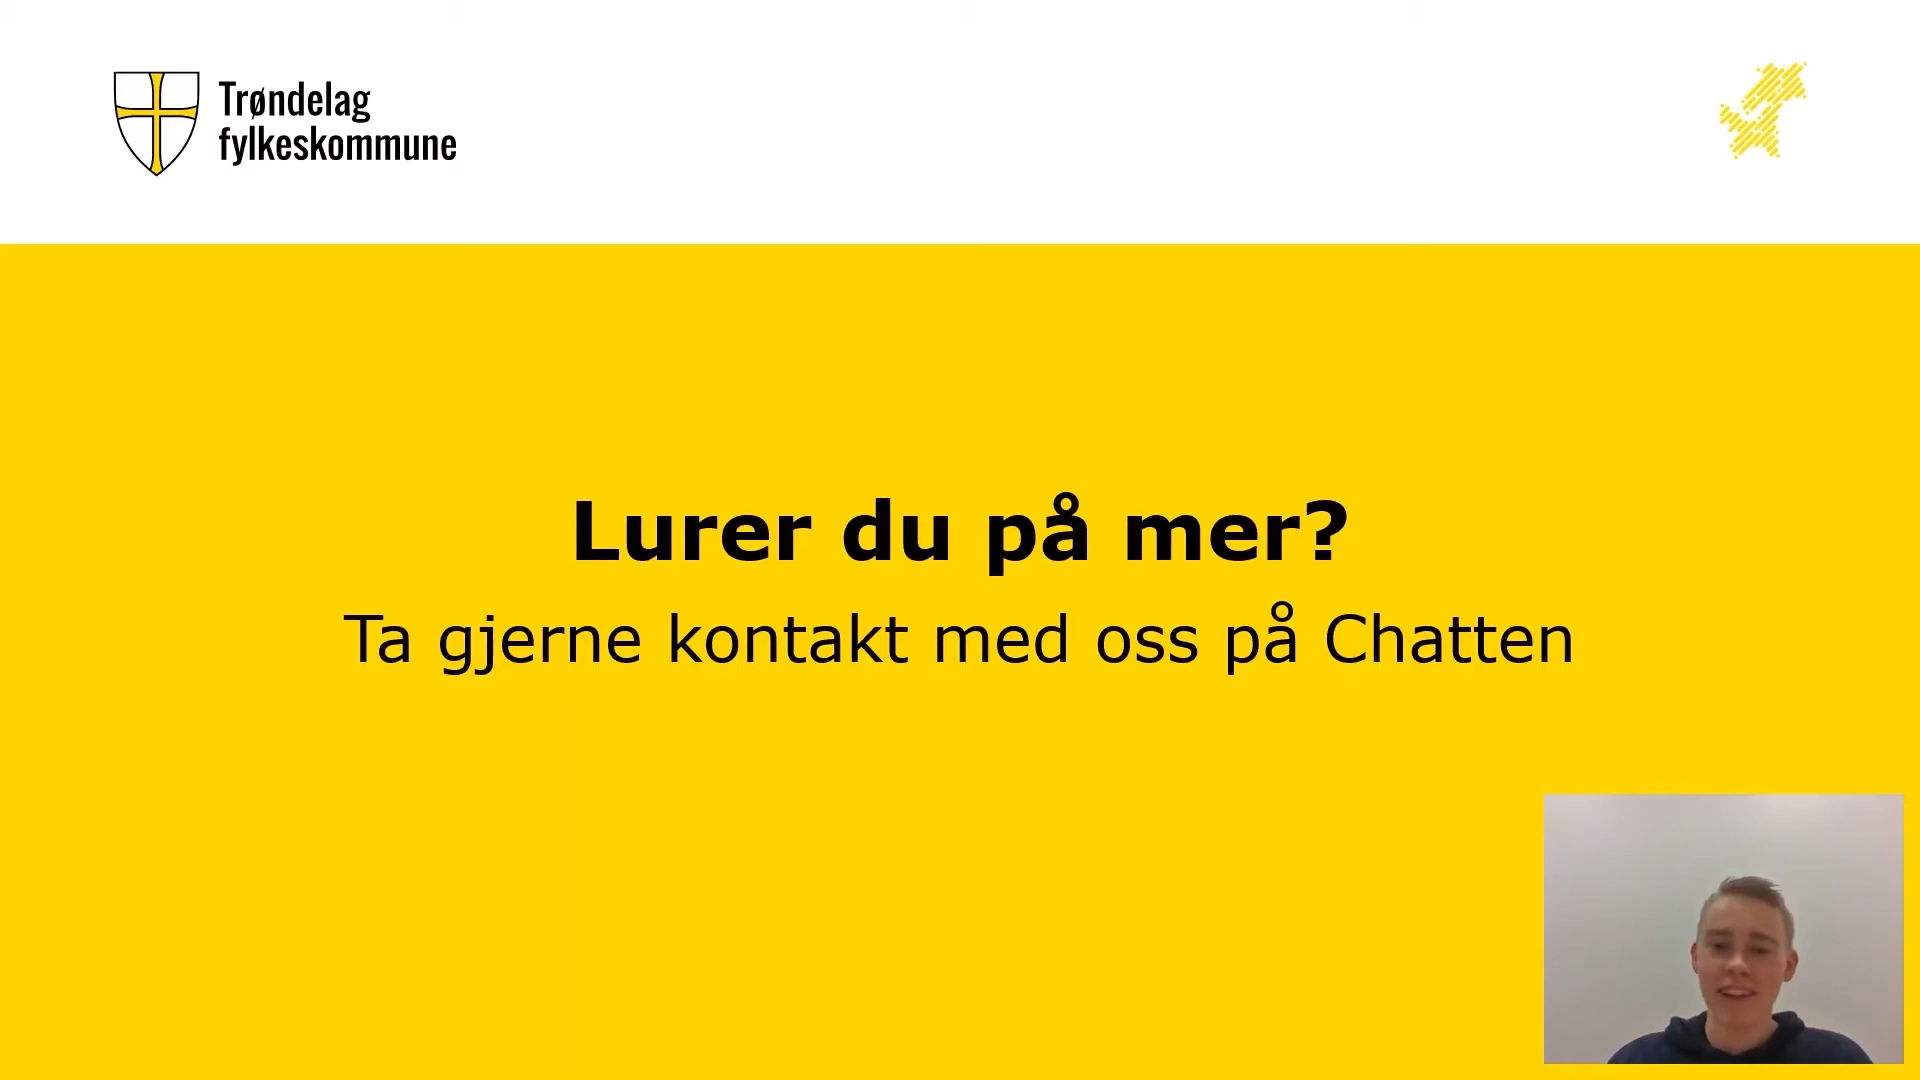 Trøndelag
fylkeskommune
Lurer du på mer?
Ta gjerne kontakt med oss på Chatten